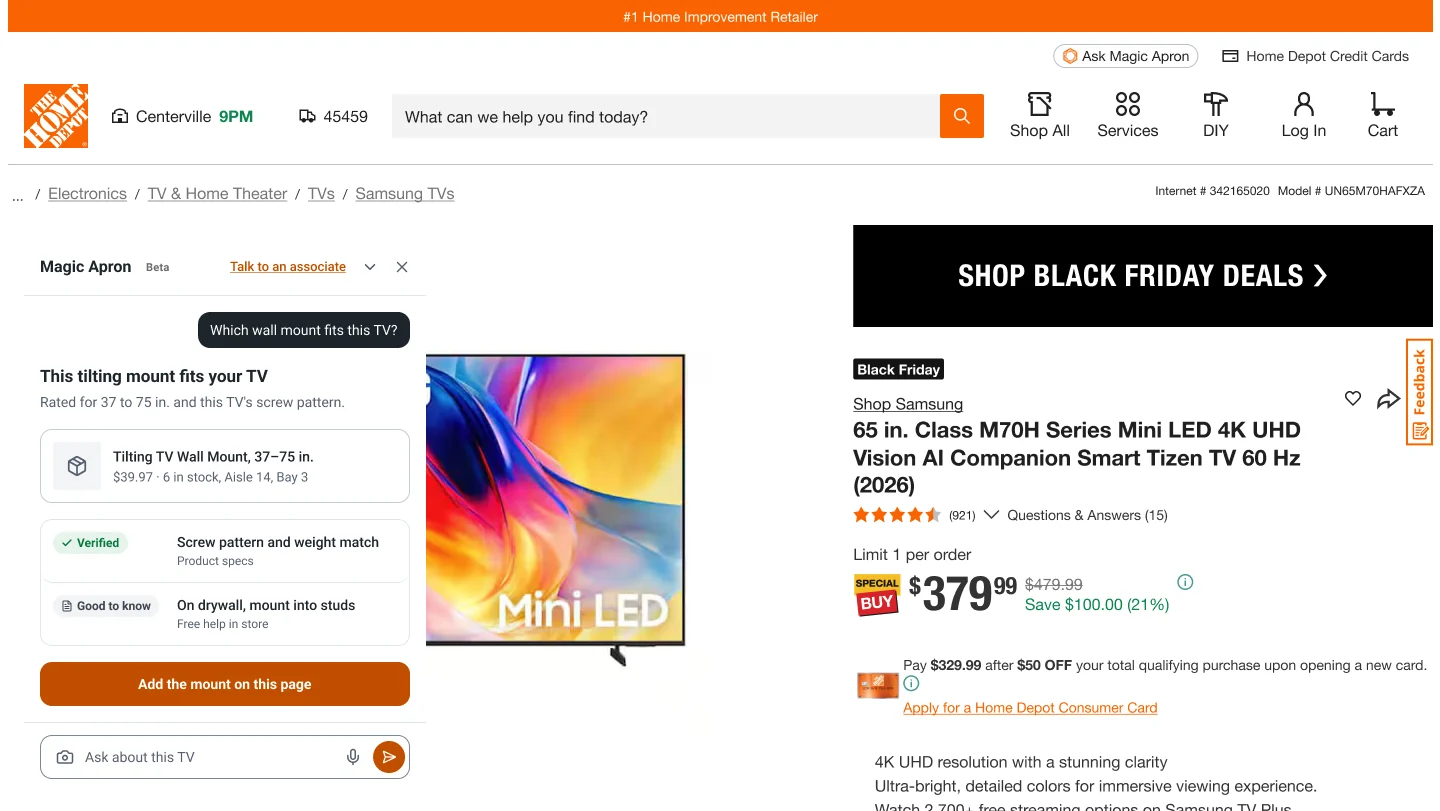 #1 Home Improvement Retailer
Ask Magic Apron
Home Depot Credit Cards
THE HOME DEPOT
Centerville 9PM
45459
What can we help you find today?
Shop All
Services
DIY
Log In
Cart
... / Electronics / TV & Home Theater / TVs / Samsung TVs
Internet # 342165020 Model # UN65M70HAFXZA
Magic Apron Beta
Talk to an associate
Which wall mount fits this TV?
This tilting mount fits your TV
Rated for 37 to 75 in. and this TV's screw pattern.
Tilting TV Wall Mount, 37–75 in.
$39.97 · 6 in stock, Aisle 14, Bay 3
Verified
Screw pattern and weight match
Product specs
Good to know
On drywall, mount into studs
Free help in store
Add the mount on this page
Ask about this TV
Mini LED
SHOP BLACK FRIDAY DEALS
Feedback
Black Friday
Shop Samsung
65 in. Class M70H Series Mini LED 4K UHD
Vision AI Companion Smart Tizen TV 60 Hz
(2026)
(921)
Questions & Answers (15)
Limit 1 per order
SPECIAL
BUY
$379.99
$479.99
Save $100.00 (21%)
Pay $329.99 after $50 OFF your total qualifying purchase upon opening a new card.
Apply for a Home Depot Consumer Card
4K UHD resolution with a stunning clarity
Ultra-bright, detailed colors for immersive viewing experience.
Watch 2,700+ free streaming options on Samsung TV Plus